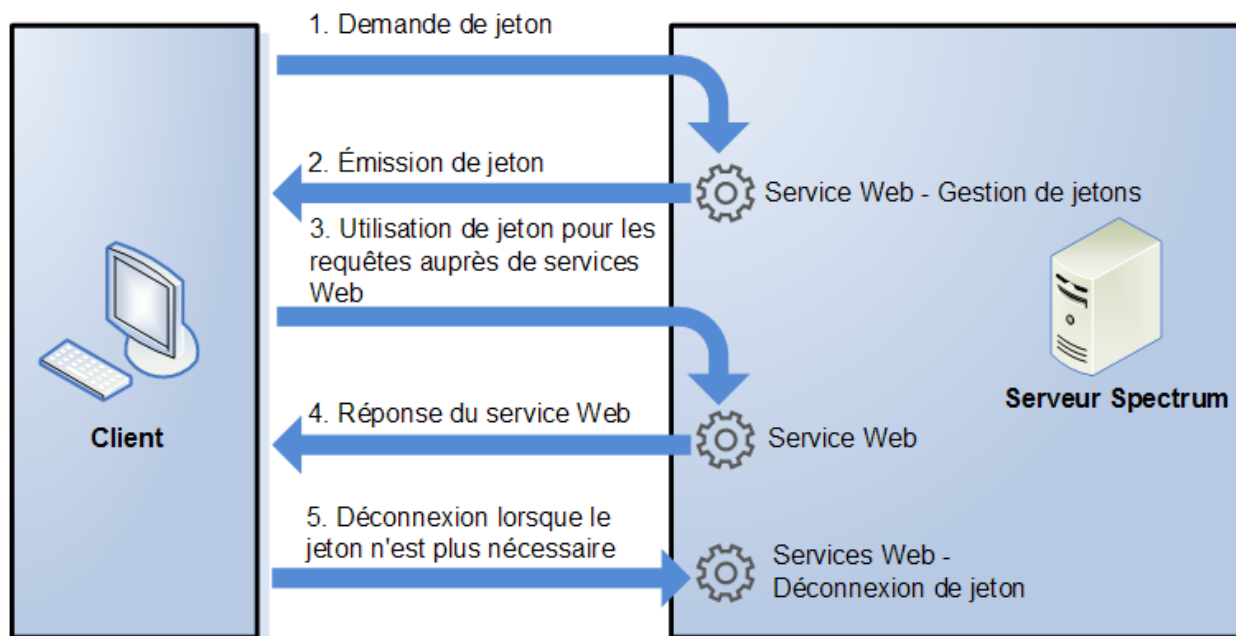 1. Demande de jeton
2. Émission de jeton
Service Web - Gestion de jetons
3. Utilisation de jeton pour les
requêtes auprès de services
Web
Serveur Spectrum
4. Réponse du service Web
Client
Service Web
5. Déconnexion lorsque le
jeton n'est plus nécessaire
Services Web -
Déconnexion de jeton